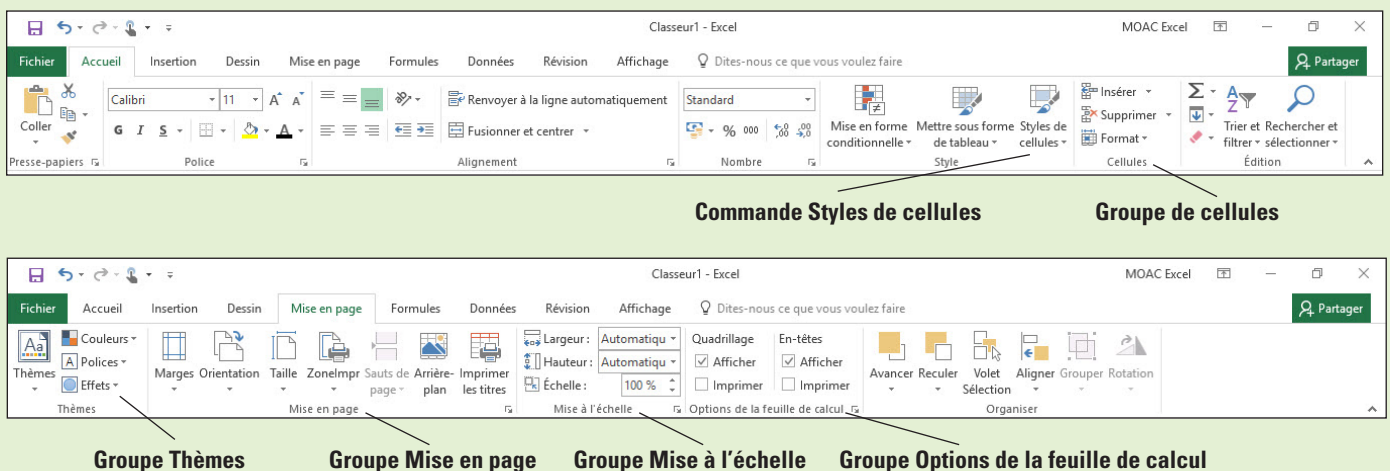 Classeur1 - Excel MOAC Excel
Fichier Accueil Insertion Dessin Mise en page Formules Données Révision Affichage Dites-nous ce que vous voulez faire Partager
Coller
Presse-papiers
Calibri 11
G I S A
Police
Renvoyer à la ligne automatiquement
Fusionner et centrer
Alignement
Standard
% 000
Nombre
Mise en forme conditionnelle
Mettre sous forme de tableau
Styles de cellules
Style
Insérer
Supprimer
Format
Cellules
Trier et filtrer
Rechercher et sélectionner
Édition
Commande Styles de cellules Groupe de cellules
Classeur1 - Excel MOAC Excel
Fichier Accueil Insertion Dessin Mise en page Formules Données Révision Affichage Dites-nous ce que vous voulez faire Partager
Thèmes
Couleurs
Polices
Effets
Thèmes
Marges Orientation Taille ZoneImpr Sauts de page Arrière-plan Imprimer les titres
Mise en page
Largeur : Automatiqu
Hauteur : Automatiqu
Échelle : 100 %
Mise à l'échelle
Quadrillage En-têtes
Afficher Afficher
Imprimer Imprimer
Options de la feuille de calcul
Avancer Reculer Volet Sélection Aligner Grouper Rotation
Organiser
Groupe Thèmes Groupe Mise en page Groupe Mise à l'échelle Groupe Options de la feuille de calcul